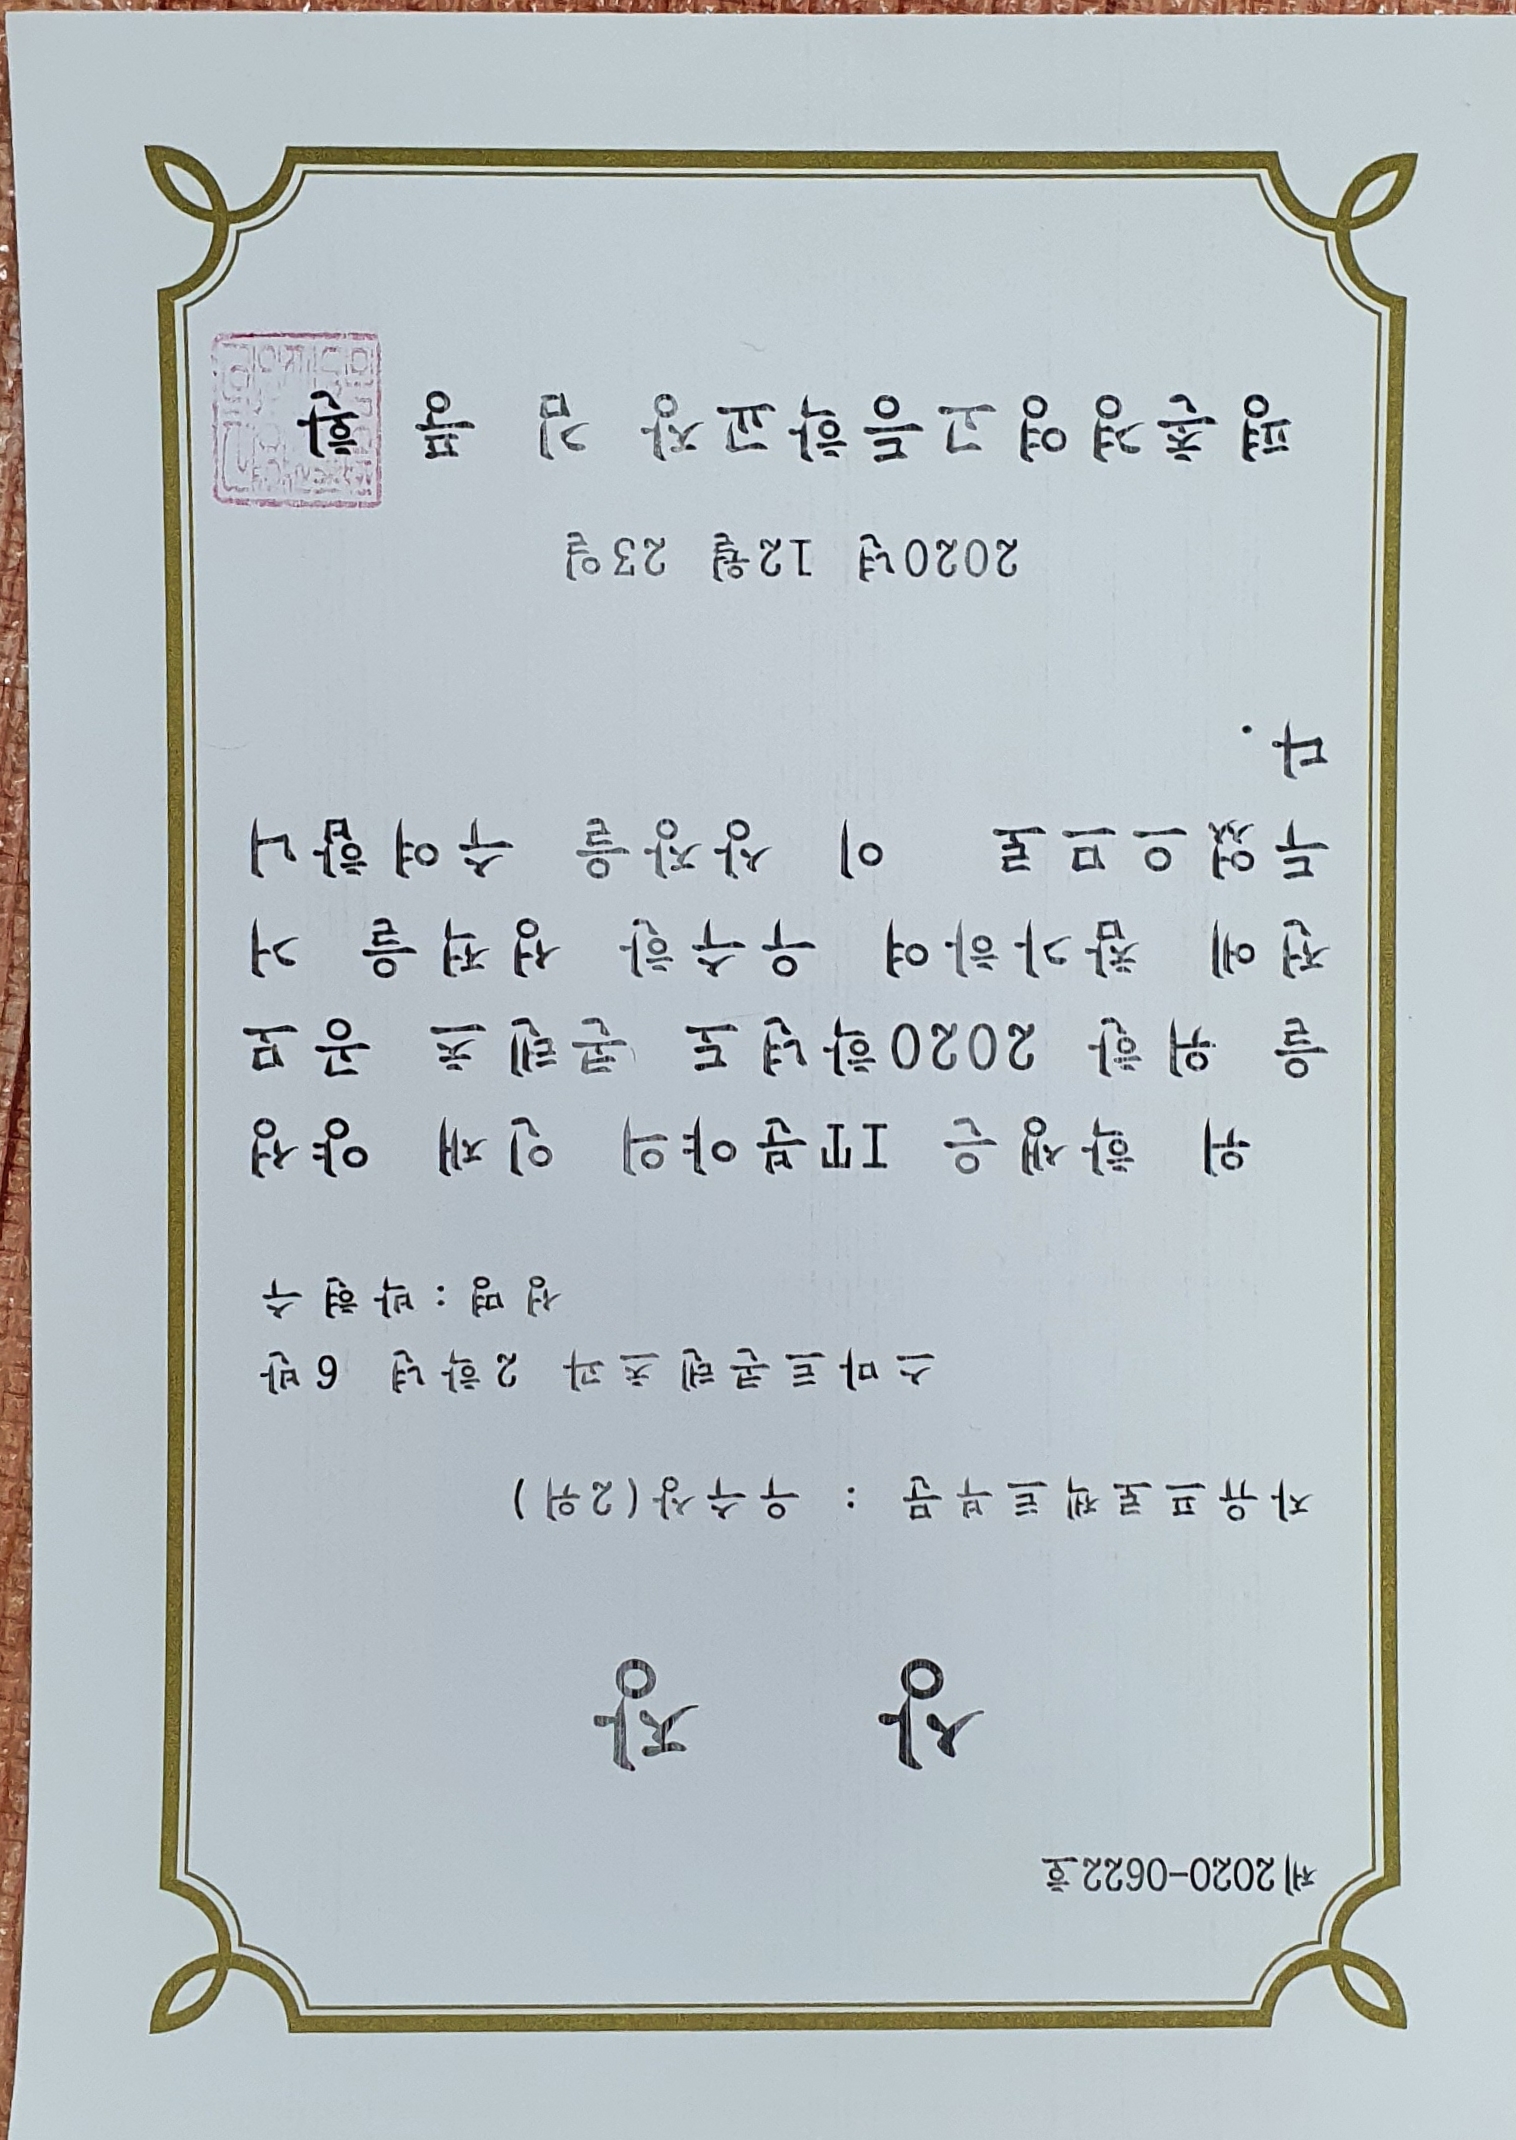 제2020-0622호
상 장
자유프로젝트부문 : 우수상(2위)
스마트콘텐츠과 2학년 6반
성명:박현수
위 학생은 IT분야의 인재 양성
을 위한 2020학년도 콘텐츠 공모
전에 참가하여 우수한 성적을 거
두었으므로 이 상장을 수여합니
다.
2020년 12월 23일
평촌경영고등학교장 김 풍 환